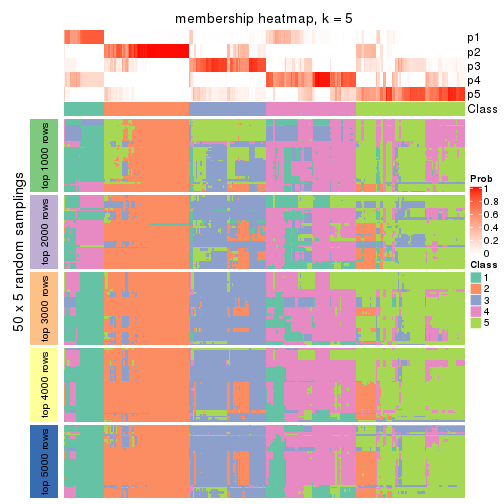 membership heatmap, k = 5
p1
p2
p3
p4
p5
Class
50 x 5 random samplings
top 1000 rows
top 2000 rows
top 3000 rows
top 4000 rows
top 5000 rows
Prob
1
0.8
0.6
0.4
0.2
0
Class
1
2
3
4
5